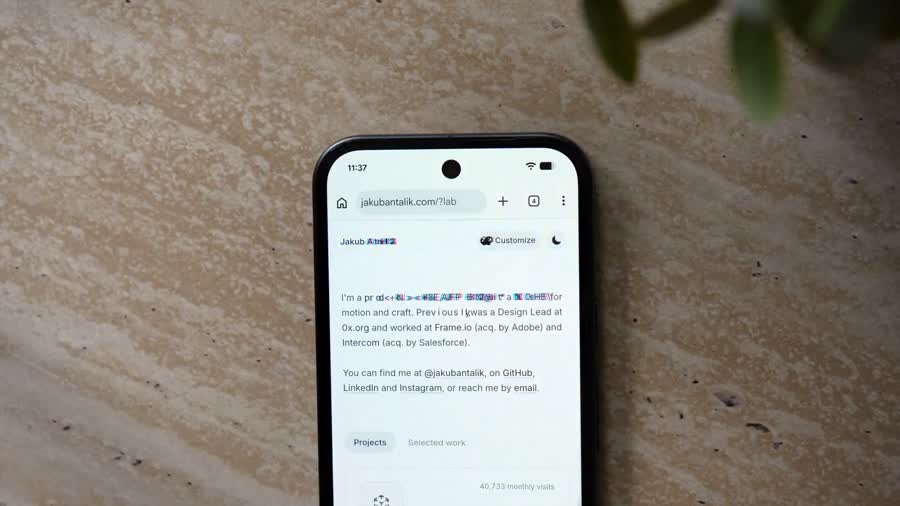 11:37
jakubantalik.com/?lab
4
Jakub
Customize
I'm a for
motion and craft. Previously I was a Design Lead at
0x.org and worked at Frame.io (acq. by Adobe) and
Intercom (acq. by Salesforce).
You can find me at @jakubantalik, on GitHub,
LinkedIn and Instagram, or reach me by email.
Projects
Selected work
40,733 monthly visits